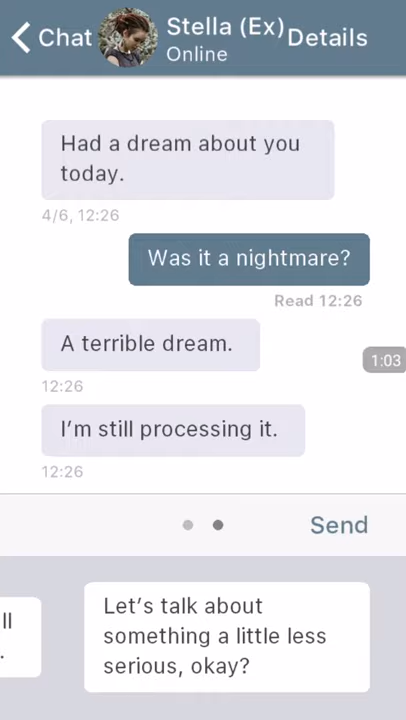 Chat
Stella (Ex)
Details
Online
Had a dream about you
today.
4/6, 12:26
Was it a nightmare?
Read 12:26
A terrible dream.
1:03
12:26
I’m still processing it.
12:26
Send
ll
.
Let’s talk about
something a little less
serious, okay?